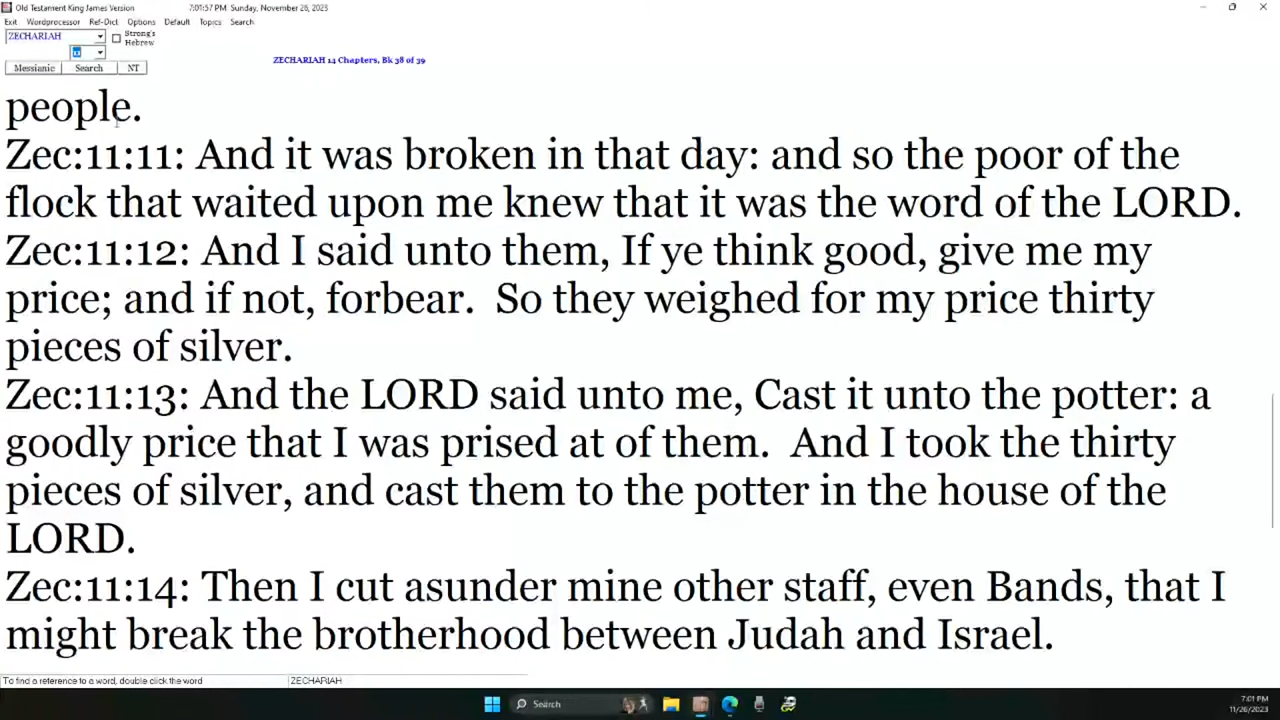 Old Testament King James Version
7:01:57 PM Sunday, November 26, 2023
Exit Wordprocessor Ref-Dict Options Default Topics Search
ZECHARIAH
Strong's
Hebrew
11
Messianic Search NT
ZECHARIAH 14 Chapters, Bk 38 of 39
people.
Zec:11:11: And it was broken in that day: and so the poor of the
flock that waited upon me knew that it was the word of the LORD.
Zec:11:12: And I said unto them, If ye think good, give me my
price; and if not, forbear.  So they weighed for my price thirty
pieces of silver.
Zec:11:13: And the LORD said unto me, Cast it unto the potter: a
goodly price that I was prised at of them.  And I took the thirty
pieces of silver, and cast them to the potter in the house of the
LORD.
Zec:11:14: Then I cut asunder mine other staff, even Bands, that I
might break the brotherhood between Judah and Israel.
To find a reference to a word, double click the word
ZECHARIAH
Search
7:01 PM
11/26/2023